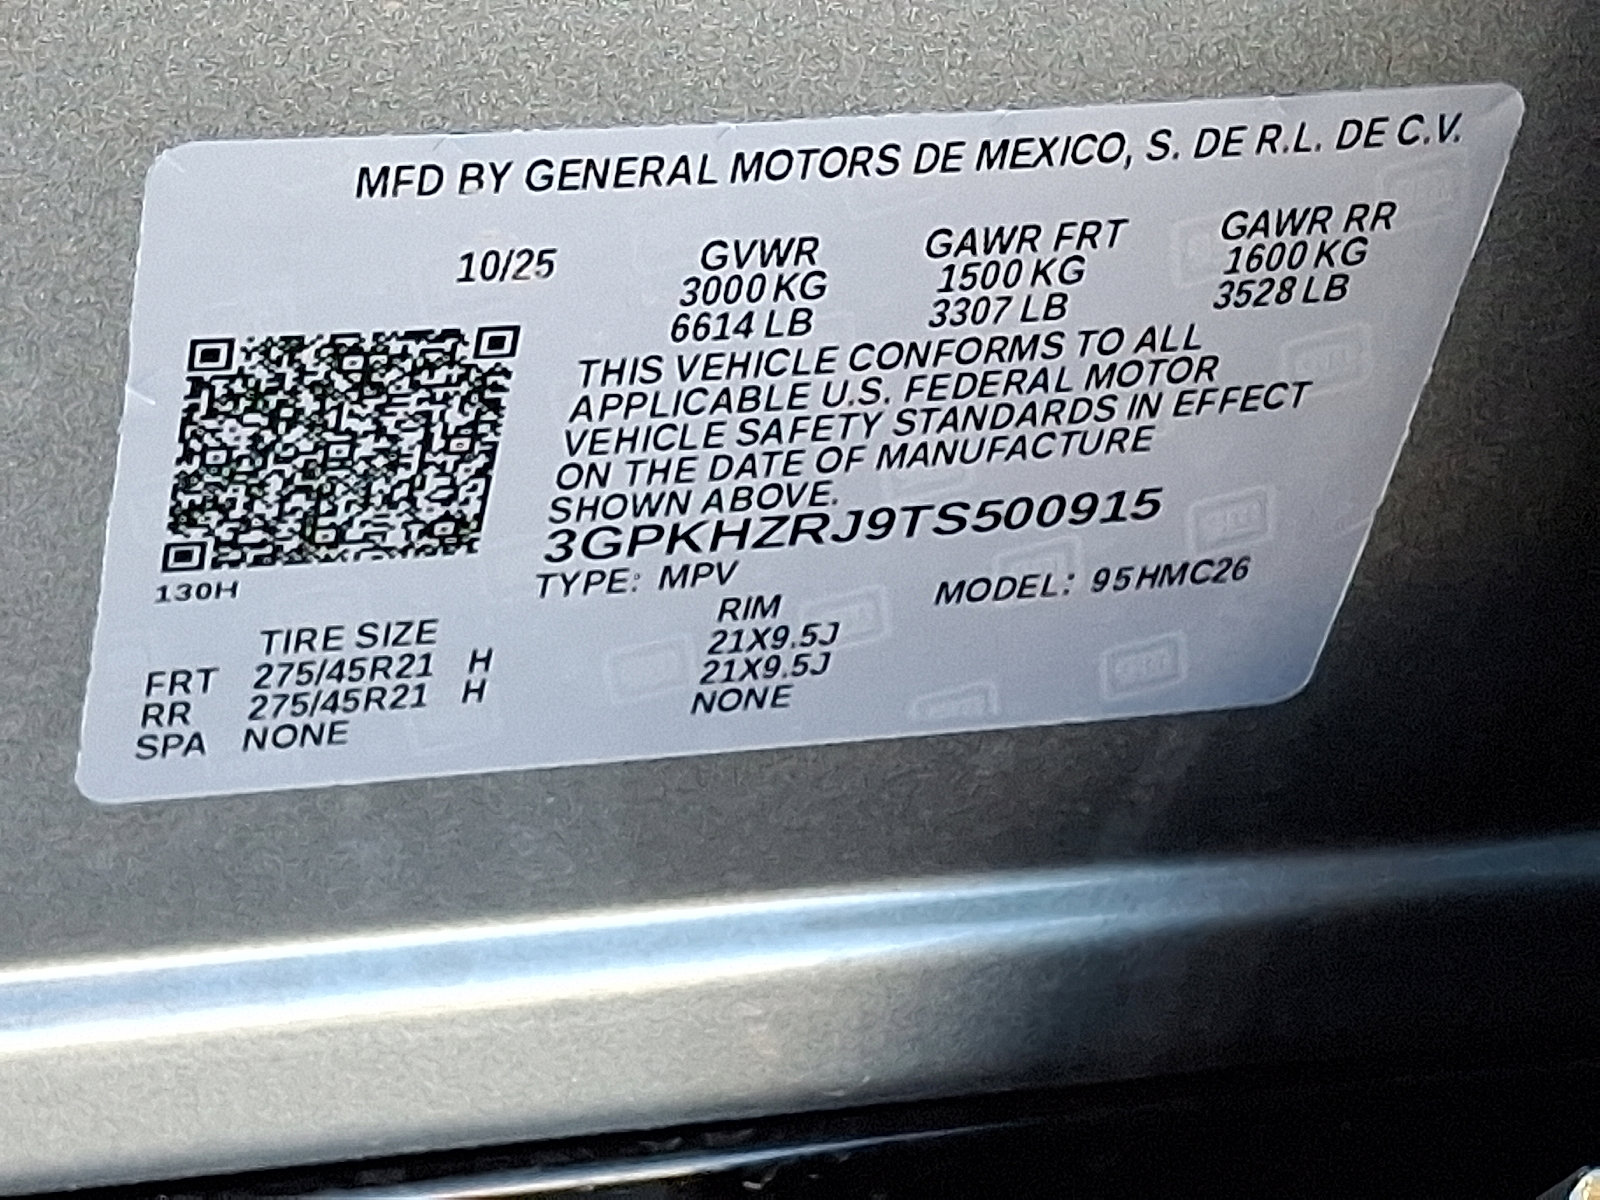 MFD BY GENERAL MOTORS DE MEXICO, S. DE R.L. DE C.V.
10/25 GVWR GAWR FRT GAWR RR
3000 KG 1500 KG 1600 KG
6614 LB 3307 LB 3528 LB
THIS VEHICLE CONFORMS TO ALL
APPLICABLE U.S. FEDERAL MOTOR
VEHICLE SAFETY STANDARDS IN EFFECT
ON THE DATE OF MANUFACTURE
SHOWN ABOVE.
3GPKHZRJ9TS500915
130H TYPE: MPV MODEL: 95HMC26
TIRE SIZE RIM
FRT 275/45R21 H 21X9.5J
RR 275/45R21 H 21X9.5J
SPA NONE NONE